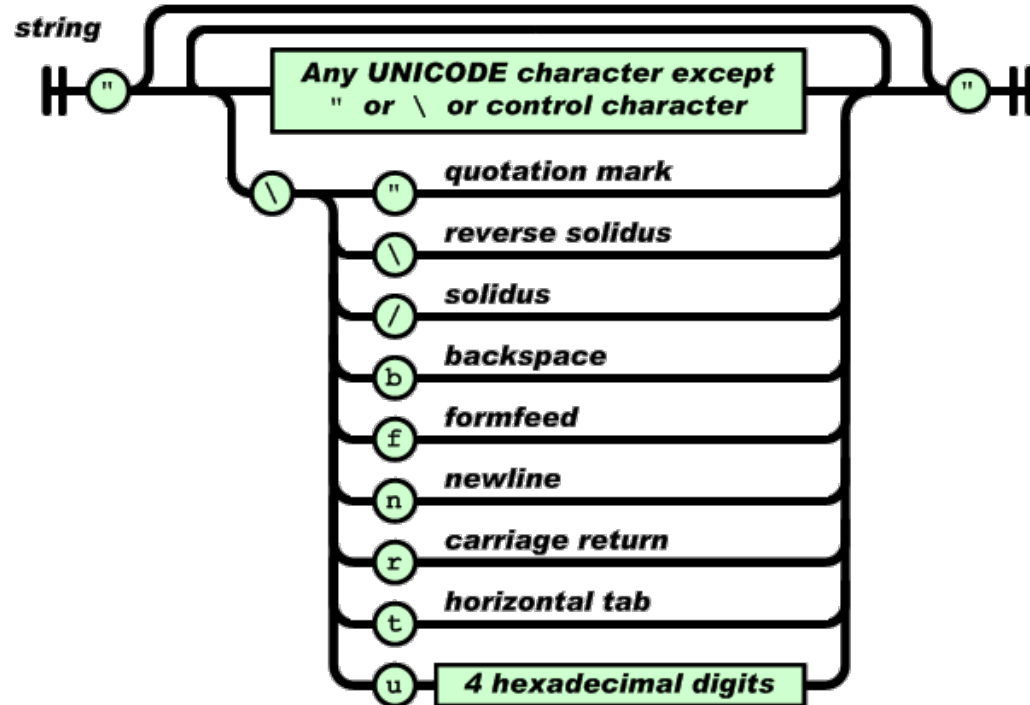 string
"
Any UNICODE character except
" or \ or control character
"
\
" quotation mark
\ reverse solidus
/ solidus
b backspace
f formfeed
n newline
r carriage return
t horizontal tab
u 4 hexadecimal digits